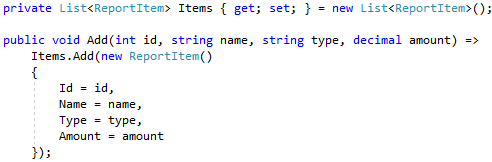 private List<ReportItem> Items { get; set; } = new List<ReportItem>();

public void Add(int id, string name, string type, decimal amount) =>
    Items.Add(new ReportItem()
    {
        Id = id,
        Name = name,
        Type = type,
        Amount = amount
    });